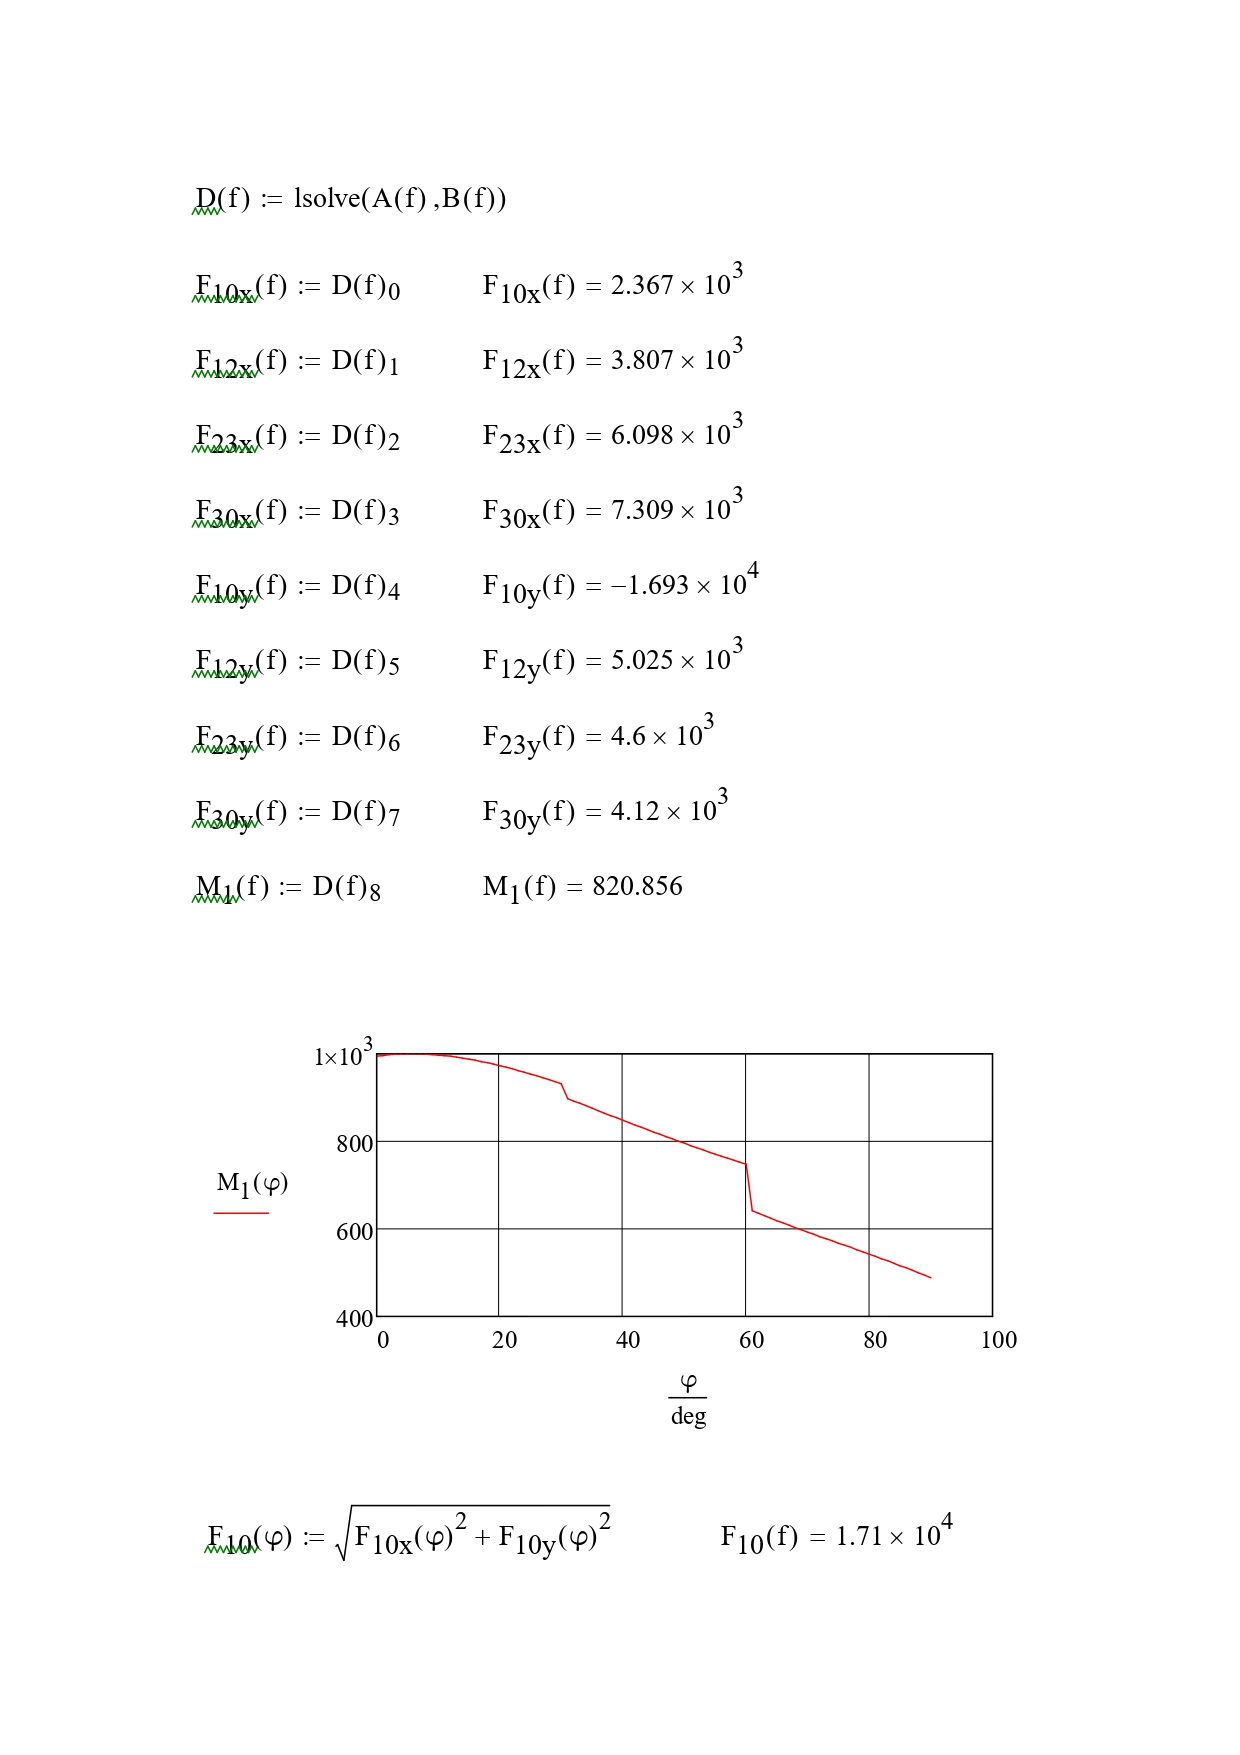 D(f) := lsolve(A(f) ,B(f))
F10x(f) := D(f)0 F10x(f) = 2.367 × 10^3
F12x(f) := D(f)1 F12x(f) = 3.807 × 10^3
F23x(f) := D(f)2 F23x(f) = 6.098 × 10^3
F30x(f) := D(f)3 F30x(f) = 7.309 × 10^3
F10y(f) := D(f)4 F10y(f) = −1.693 × 10^4
F12y(f) := D(f)5 F12y(f) = 5.025 × 10^3
F23y(f) := D(f)6 F23y(f) = 4.6 × 10^3
F30y(f) := D(f)7 F30y(f) = 4.12 × 10^3
M1(f) := D(f)8 M1(f) = 820.856
1×10^3
800
M1(φ)
600
400
0 20 40 60 80 100
φ
deg
F10(φ) := √F10x(φ)^2 + F10y(φ)^2 F10(f) = 1.71 × 10^4